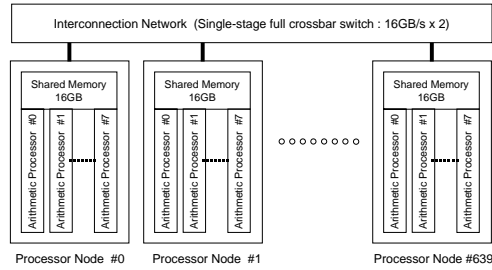 Interconnection Network (Single-stage full crossbar switch : 16GB/s x 2)
Shared Memory
16GB
Arithmetic Processor #0
Arithmetic Processor #1
Arithmetic Processor #7
Processor Node #0
Shared Memory
16GB
Arithmetic Processor #0
Arithmetic Processor #1
Arithmetic Processor #7
Processor Node #1
Shared Memory
16GB
Arithmetic Processor #0
Arithmetic Processor #1
Arithmetic Processor #7
Processor Node #639